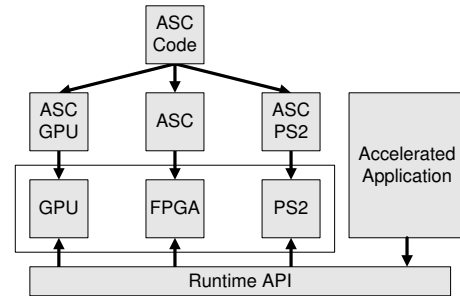 ASC
Code
ASC
GPU
ASC
ASC
PS2
Accelerated
Application
GPU
FPGA
PS2
Runtime API